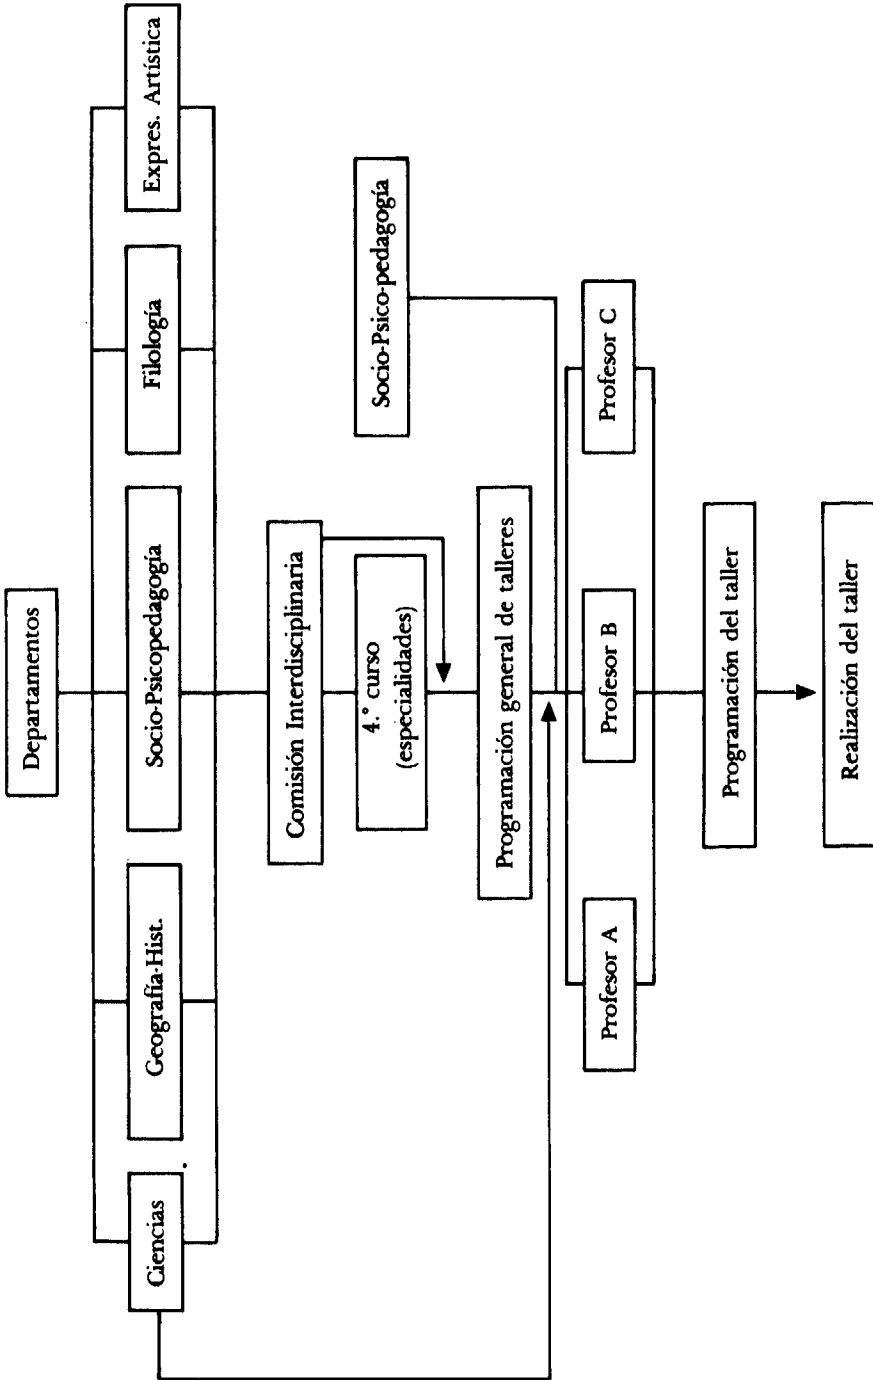 Departamentos
Ciencias
Geografía-Hist.
Socio-Psicopedagogía
Filología
Expres. Artística
Comisión Interdisciplinaria
4.° curso
(especialidades)
Socio-Psico-pedagogía
Programación general de talleres
Profesor A
Profesor B
Profesor C
Programación del taller
Realización del taller